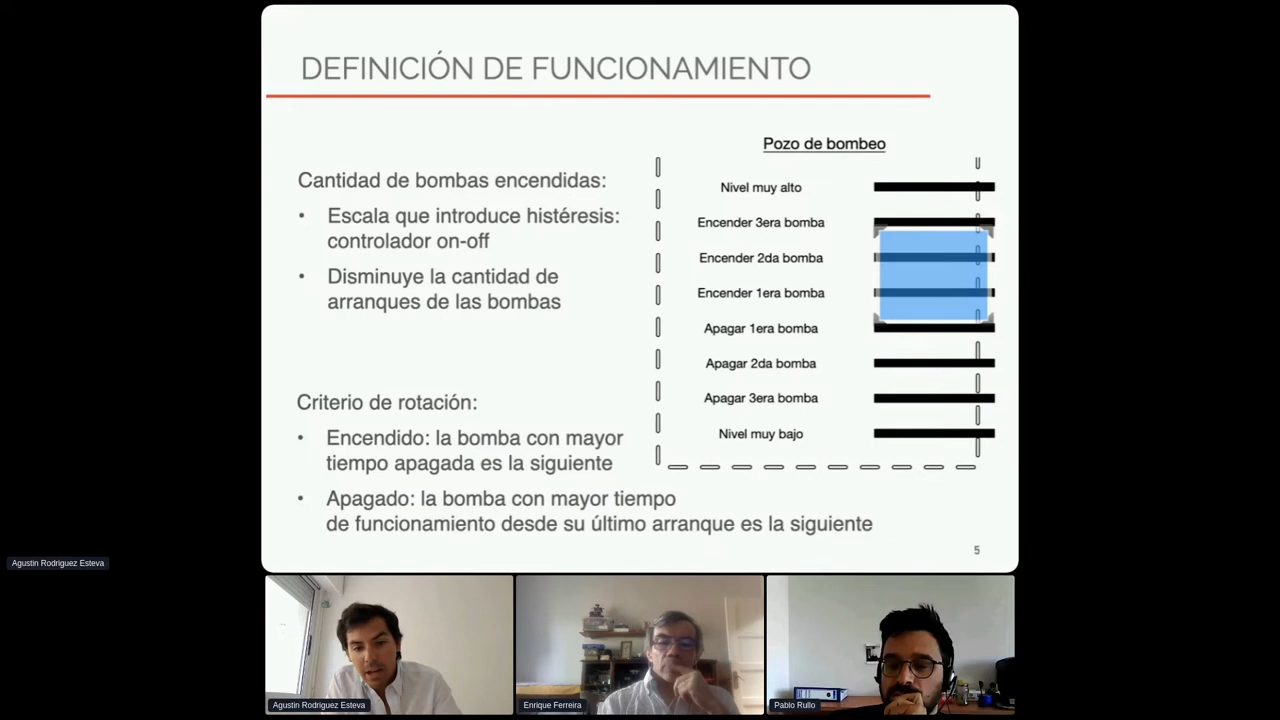 DEFINICIÓN DE FUNCIONAMIENTO
Cantidad de bombas encendidas:
• Escala que introduce histéresis:
controlador on-off
• Disminuye la cantidad de
arranques de las bombas
Criterio de rotación:
• Encendido: la bomba con mayor
tiempo apagada es la siguiente
• Apagado: la bomba con mayor tiempo
de funcionamiento desde su último arranque es la siguiente
Pozo de bombeo
Nivel muy alto
Encender 3era bomba
Encender 2da bomba
Encender 1era bomba
Apagar 1era bomba
Apagar 2da bomba
Apagar 3era bomba
Nivel muy bajo
5
Agustin Rodriguez Esteva
Agustin Rodriguez Esteva
Enrique Ferreira
Pablo Rullo